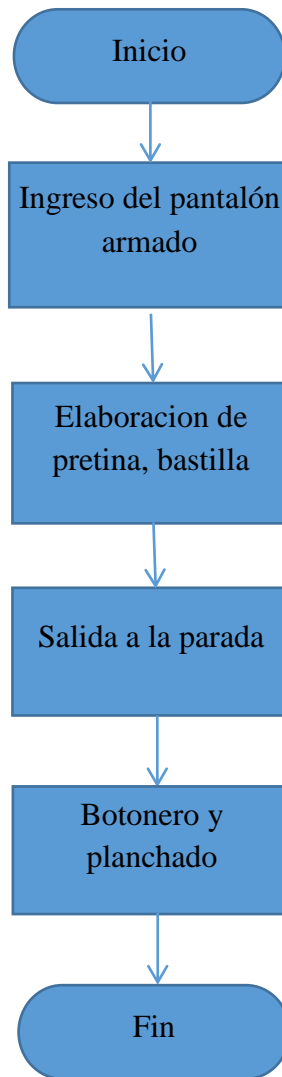 Inicio
Ingreso del pantalón
armado
Elaboracion de
pretina, bastilla
Salida a la parada
Botonero y
planchado
Fin